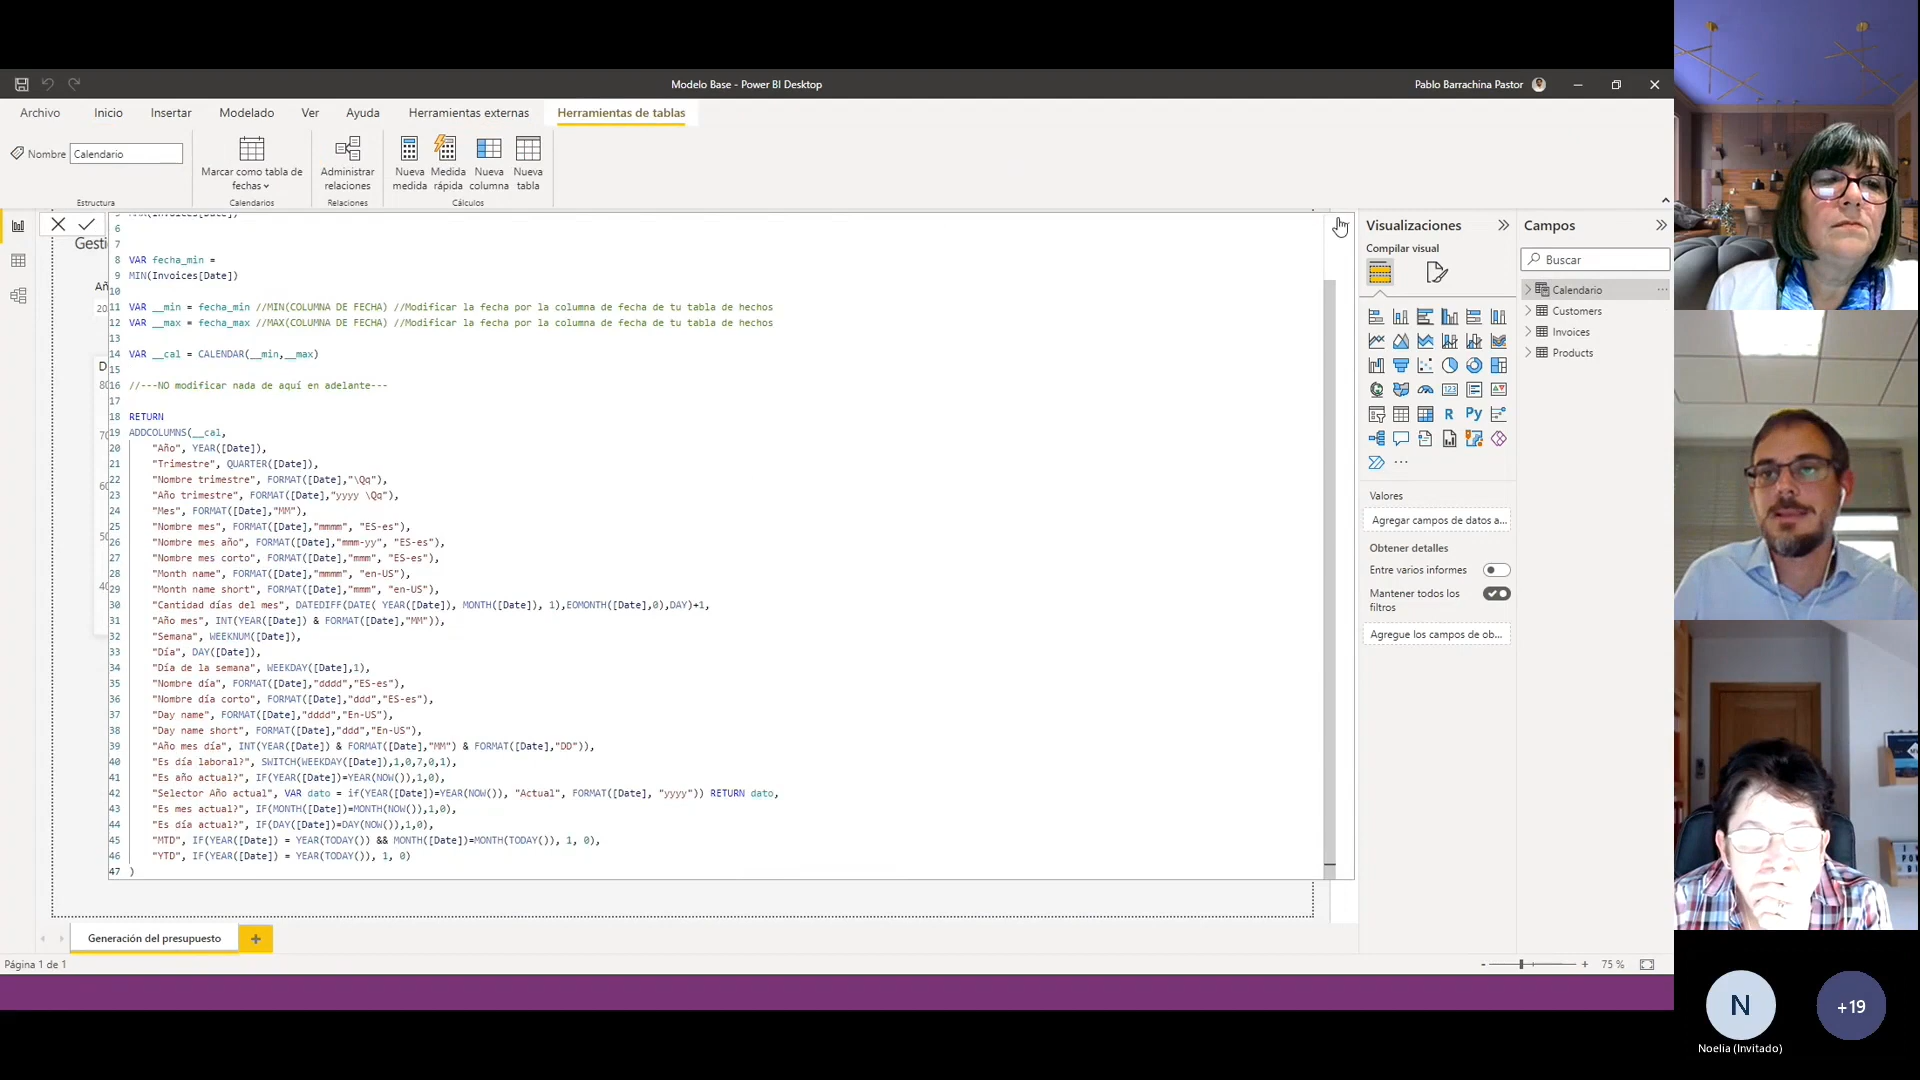 Modelo Base - Power BI Desktop
Pablo Barrachina Pastor
Archivo
Inicio
Insertar
Modelado
Ver
Ayuda
Herramientas externas
Herramientas de tablas
Nombre
Calendario
Marcar como tabla de
fechas
Administrar
relaciones
Nueva
medida
Medida
rápida
Nueva
columna
Nueva
tabla
Estructura
Calendarios
Relaciones
Cálculos
Gesti
5 MAX(Invoices[Date])
6
7
8 VAR fecha_min =
9 MIN(Invoices[Date])
10
11 VAR __min = fecha_min //MIN(COLUMNA DE FECHA) //Modificar la fecha por la columna de fecha de tu tabla de hechos
12 VAR __max = fecha_max //MAX(COLUMNA DE FECHA) //Modificar la fecha por la columna de fecha de tu tabla de hechos
13
14 VAR __cal = CALENDAR(__min,__max)
15
16 //---NO modificar nada de aquí en adelante---
17
18 RETURN
19 ADDCOLUMNS(__cal,
20 "Año", YEAR([Date]),
21 "Trimestre", QUARTER([Date]),
22 "Nombre trimestre", FORMAT([Date],"\Qq"),
23 "Año trimestre", FORMAT([Date],"yyyy \Qq"),
24 "Mes", FORMAT([Date],"MM"),
25 "Nombre mes", FORMAT([Date],"mmmm", "ES-es"),
26 "Nombre mes año", FORMAT([Date],"mmm-yy", "ES-es"),
27 "Nombre mes corto", FORMAT([Date],"mmm", "ES-es"),
28 "Month name", FORMAT([Date],"mmmm", "en-US"),
29 "Month name short", FORMAT([Date],"mmm", "en-US"),
30 "Cantidad días del mes", DATEDIFF(DATE( YEAR([Date]), MONTH([Date]), 1),EOMONTH([Date],0),DAY)+1,
31 "Año mes", INT(YEAR([Date]) & FORMAT([Date],"MM")),
32 "Semana", WEEKNUM([Date]),
33 "Día", DAY([Date]),
34 "Día de la semana", WEEKDAY([Date],1),
35 "Nombre día", FORMAT([Date],"dddd","ES-es"),
36 "Nombre día corto", FORMAT([Date],"ddd","ES-es"),
37 "Day name", FORMAT([Date],"dddd","En-US"),
38 "Day name short", FORMAT([Date],"ddd","En-US"),
39 "Año mes día", INT(YEAR([Date]) & FORMAT([Date],"MM") & FORMAT([Date],"DD")),
40 "Es día laboral?", SWITCH(WEEKDAY([Date]),1,0,7,0,1),
41 "Es año actual?", IF(YEAR([Date])=YEAR(NOW()),1,0),
42 "Selector Año actual", VAR dato = if(YEAR([Date])=YEAR(NOW()), "Actual", FORMAT([Date], "yyyy")) RETURN dato,
43 "Es mes actual?", IF(MONTH([Date])=MONTH(NOW()),1,0),
44 "Es día actual?", IF(DAY([Date])=DAY(NOW()),1,0),
45 "MTD", IF(YEAR([Date]) = YEAR(TODAY()) && MONTH([Date])=MONTH(TODAY()), 1, 0),
46 "YTD", IF(YEAR([Date]) = YEAR(TODAY()), 1, 0)
47 )
Añ
20
D
80
70
60
50
40
Visualizaciones
Compilar visual
123
R
Py
Valores
Agregar campos de datos a...
Obtener detalles
Entre varios informes
Mantener todos los
filtros
Agregue los campos de ob...
Campos
Buscar
Calendario
Customers
Invoices
Products
Generación del presupuesto
Página 1 de 1
75 %
N
+19
Noelia (Invitado)